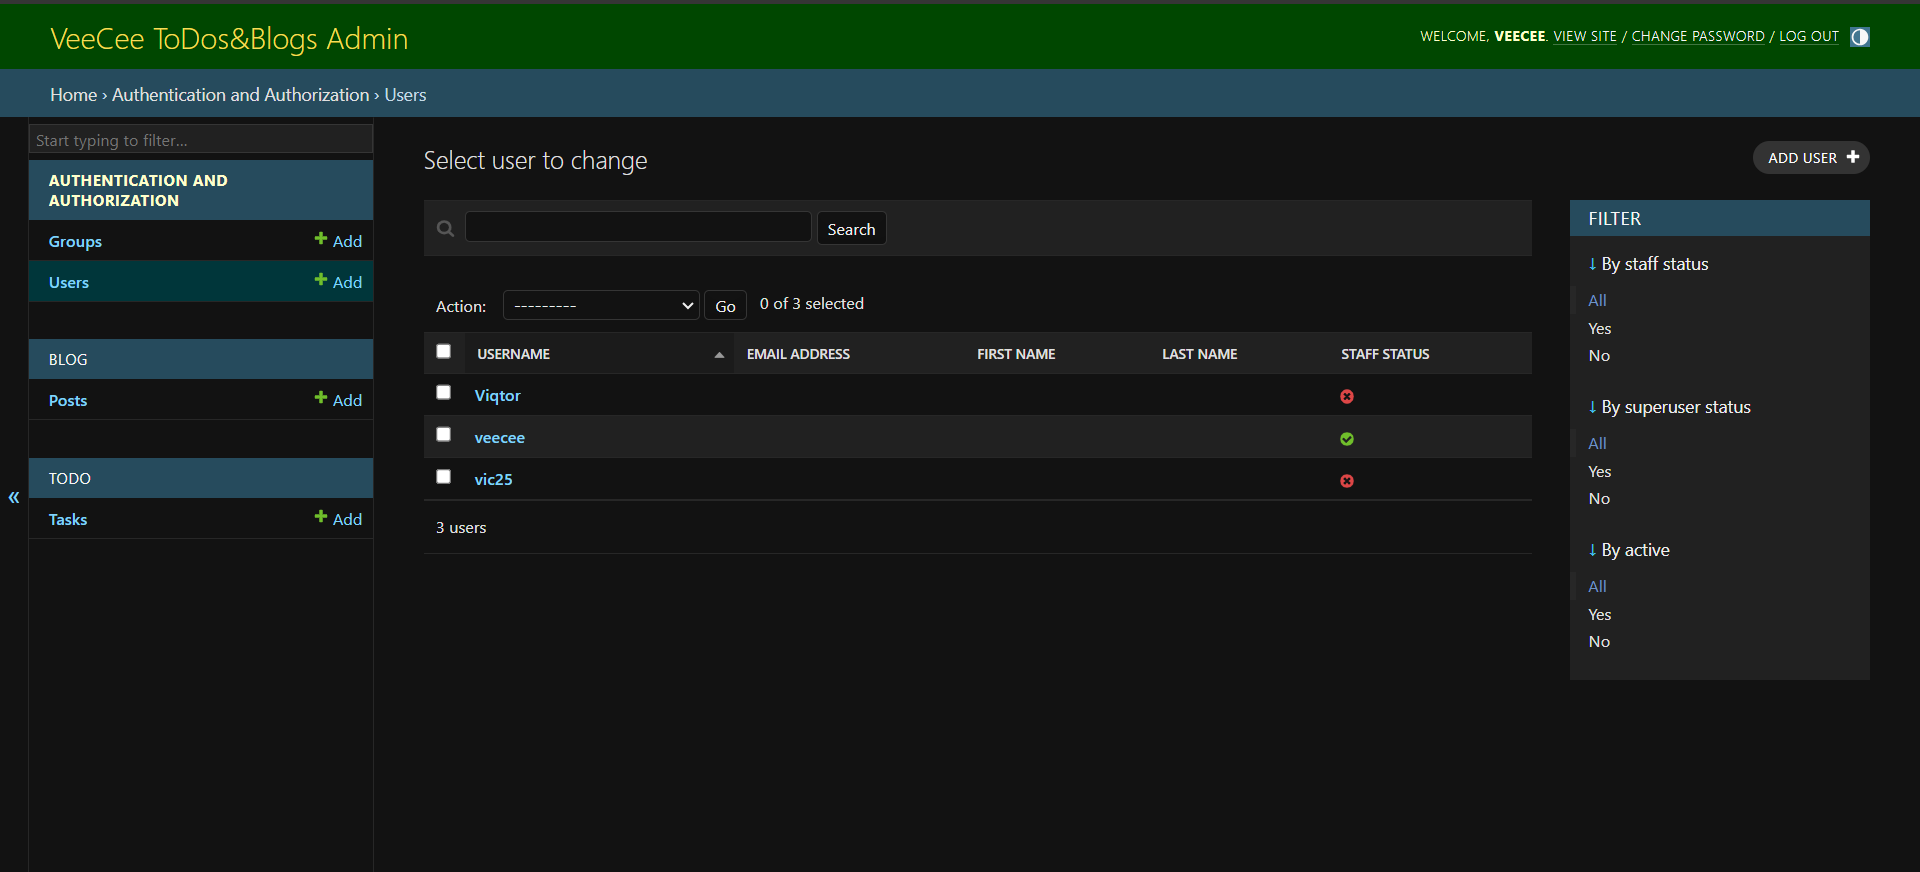 VeeCee ToDos&Blogs Admin
WELCOME, VEECEE. VIEW SITE / CHANGE PASSWORD / LOG OUT
Home › Authentication and Authorization › Users
Start typing to filter...
AUTHENTICATION AND
AUTHORIZATION
Groups + Add
Users + Add
BLOG
Posts + Add
TODO
Tasks + Add
«
Select user to change
ADD USER +
Search
Action: --------- Go 0 of 3 selected
USERNAME EMAIL ADDRESS FIRST NAME LAST NAME STAFF STATUS
Viqtor
veecee
vic25
3 users
FILTER
↓ By staff status
All
Yes
No
↓ By superuser status
All
Yes
No
↓ By active
All
Yes
No